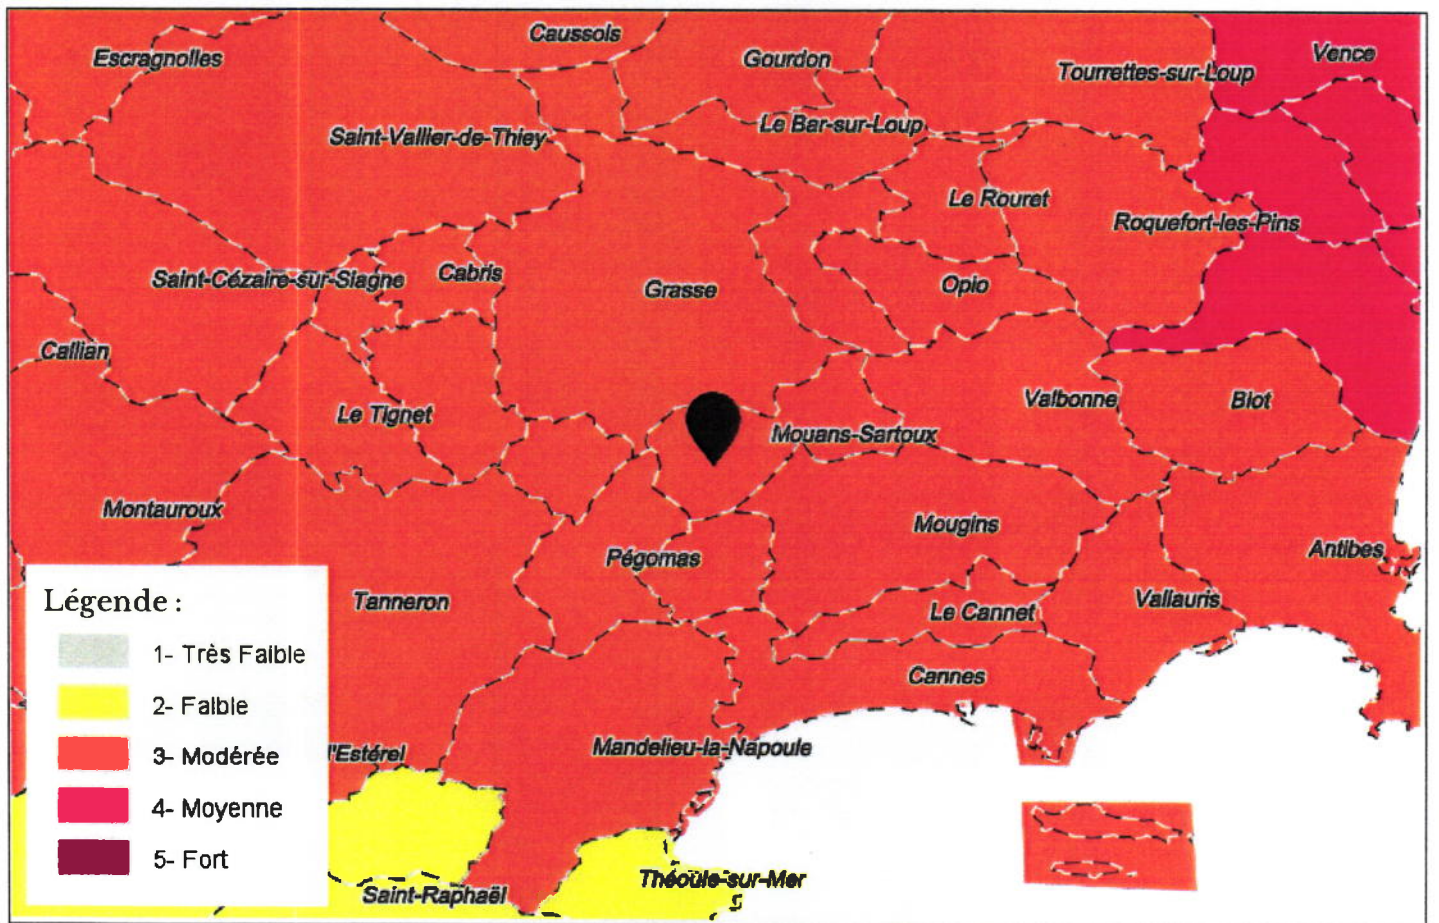 Caussols
Escragnolles
Gourdon
Vence
Tourrettes-sur-Loup
Le Bar-sur-Loup
Saint-Vallier-de-Thiey
Le Rouret
Roquefort-les-Pins
Saint-Cézaire-sur-Siagne
Cabris
Grasse
Opio
Callian
Le Tignet
Valbonne
Biot
Mouans-Sartoux
Montauroux
Mougins
Antibes
Pégomas
Tanneron
Le Cannet
Vallauris
Cannes
Mandelieu-la-Napoule
l'Estérel
Saint-Raphaël
Théoule-sur-Mer
Légende :
1- Très Faible
2- Faible
3- Modérée
4- Moyenne
5- Fort